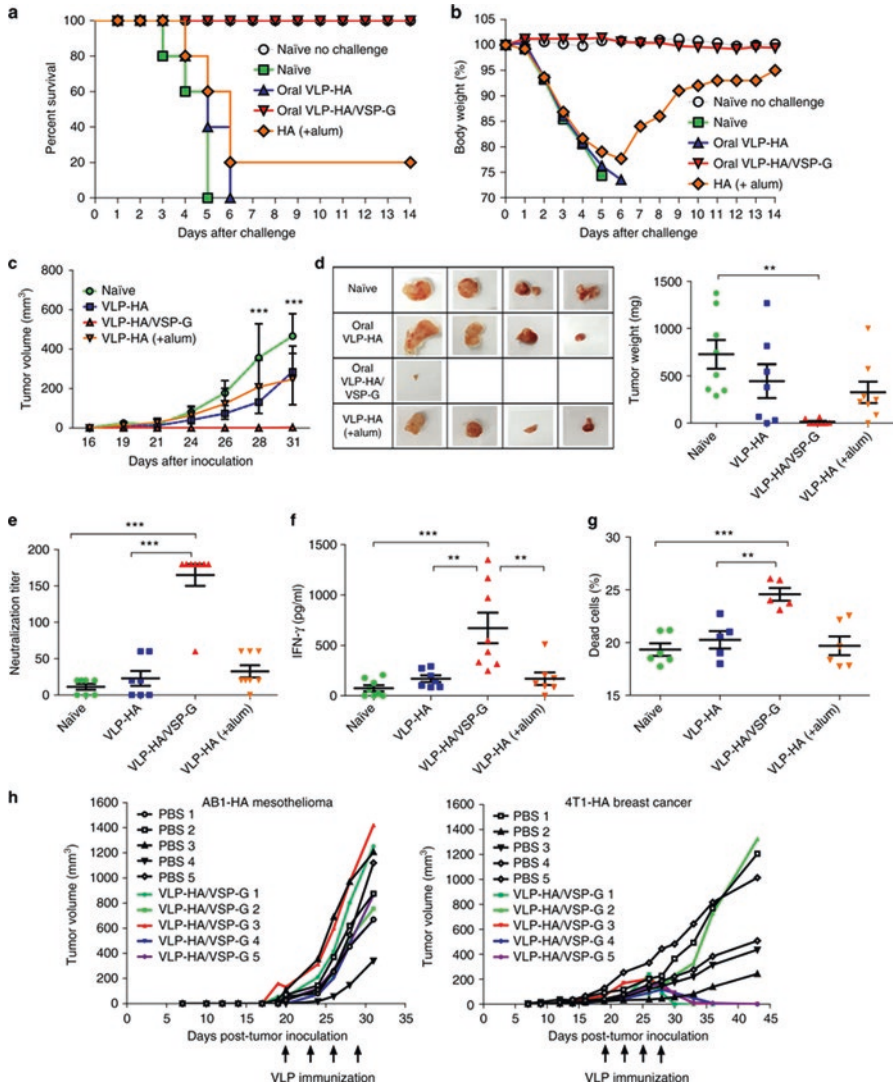 a
Percent survival
100
80
60
40
20
0
0 1 2 3 4 5 6 7 8 9 10 11 12 13 14
Days after challenge
Naïve no challenge
Naïve
Oral VLP-HA
Oral VLP-HA/VSP-G
HA (+alum)
b
Body weight (%)
105
100
95
90
85
80
75
70
0 1 2 3 4 5 6 7 8 9 10 11 12 13 14
Days after challenge
Naïve no challenge
Naïve
Oral VLP-HA
Oral VLP-HA/VSP-G
HA (+ alum)
c
Tumor volume (mm³)
800
600
400
200
0
16 19 21 24 26 28 31
Days after inoculation
Naïve
VLP-HA
VLP-HA/VSP-G
VLP-HA (+alum)
*** ***
d
Naïve
Oral
VLP-HA
Oral
VLP-HA/
VSP-G
VLP-HA
(+alum)
Tumor weight (mg)
1500
1000
500
0
**
Naïve
VLP-HA
VLP-HA/VSP-G
VLP-HA (+alum)
e
Neutralization titer
200
150
100
50
0
***
***
Naïve
VLP-HA
VLP-HA/VSP-G
VLP-HA (+alum)
f
IFN-γ (pg/ml)
1500
1000
500
0
***
** **
Naïve
VLP-HA
VLP-HA/VSP-G
VLP-HA (+alum)
g
Dead cells (%)
30
25
20
15
***
**
Naïve
VLP-HA
VLP-HA/VSP-G
VLP-HA (+alum)
h
AB1-HA mesothelioma
Tumor volume (mm³)
1600
1400
1200
1000
800
600
400
200
0
PBS 1
PBS 2
PBS 3
PBS 4
PBS 5
VLP-HA/VSP-G 1
VLP-HA/VSP-G 2
VLP-HA/VSP-G 3
VLP-HA/VSP-G 4
VLP-HA/VSP-G 5
0 5 10 15 20 25 30 35
Days post-tumor inoculation
VLP immunization
4T1-HA breast cancer
Tumor volume (mm³)
1600
1400
1200
1000
800
600
400
200
0
PBS 1
PBS 2
PBS 3
PBS 4
PBS 5
VLP-HA/VSP-G 1
VLP-HA/VSP-G 2
VLP-HA/VSP-G 3
VLP-HA/VSP-G 4
VLP-HA/VSP-G 5
0 5 10 15 20 25 30 35 40 45
Days post-tumor inoculation
VLP immunization